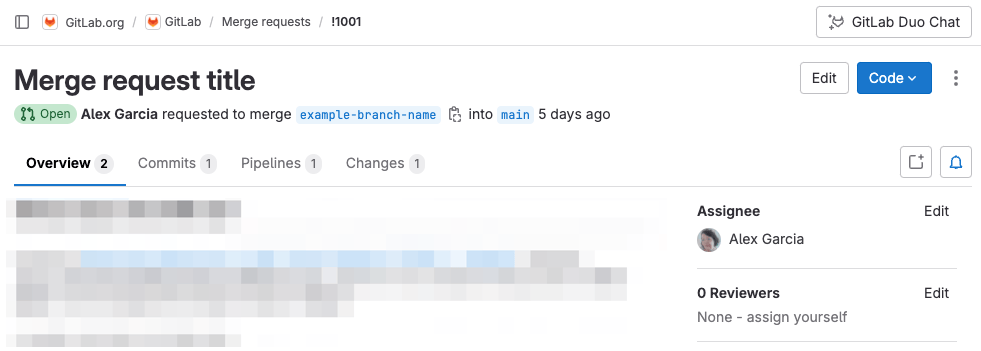 GitLab.org / GitLab / Merge requests / !1001
GitLab Duo Chat
Merge request title
Edit
Code
Open Alex Garcia requested to merge example-branch-name into main 5 days ago
Overview 2 Commits 1 Pipelines 1 Changes 1
Assignee Edit
Alex Garcia
0 Reviewers Edit
None - assign yourself